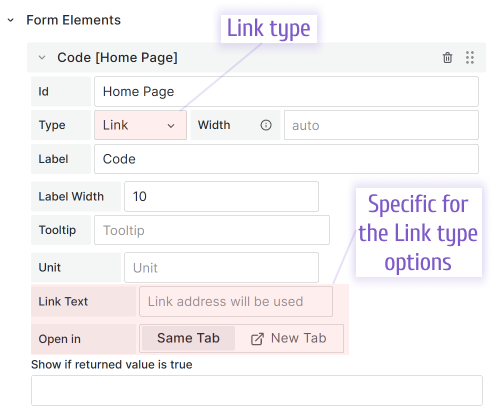 Form Elements
Link type
Code [Home Page]
Id Home Page
Type Link Width auto
Label Code
Label Width 10
Tooltip Tooltip
Specific for
the Link type
options
Unit Unit
Link Text Link address will be used
Open in Same Tab New Tab
Show if returned value is true